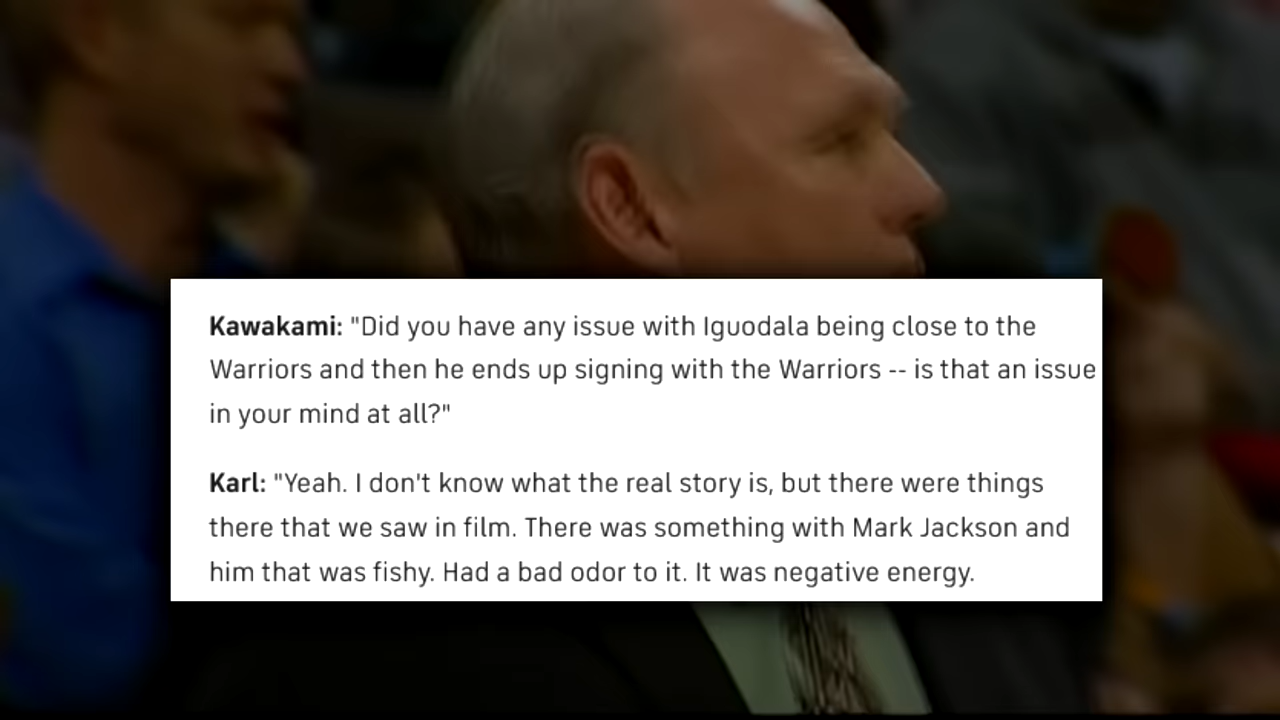 Kawakami: "Did you have any issue with Iguodala being close to the
Warriors and then he ends up signing with the Warriors -- is that an issue
in your mind at all?"
Karl: "Yeah. I don't know what the real story is, but there were things
there that we saw in film. There was something with Mark Jackson and
him that was fishy. Had a bad odor to it. It was negative energy.